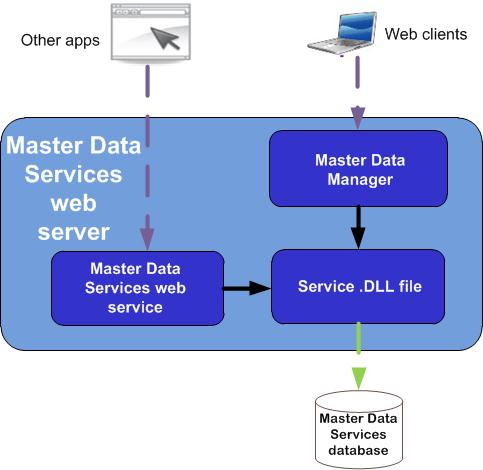 Other apps
Web clients
Master Data
Services
web
server
Master Data
Manager
Master Data
Services web
service
Service .DLL file
Master Data
Services
database